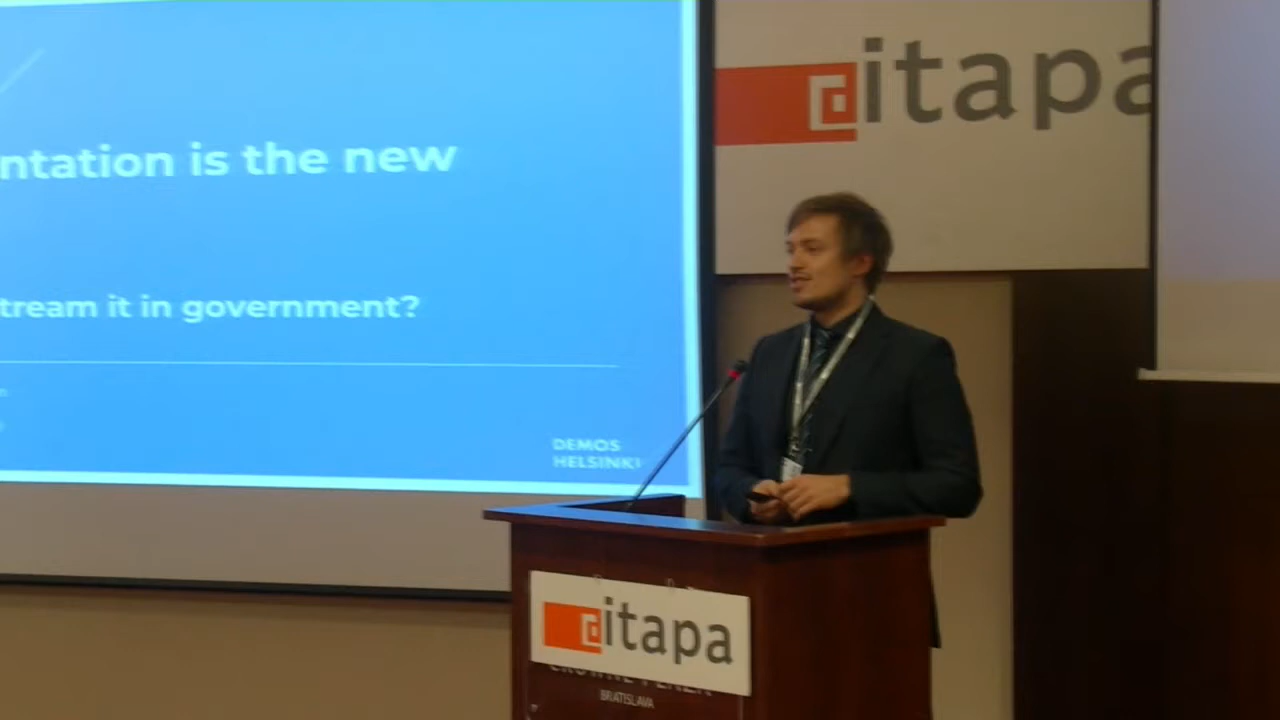 ntation is the new
tream it in government?
DEMOS
HELSINKI
itapa
itapa
BRATISLAVA